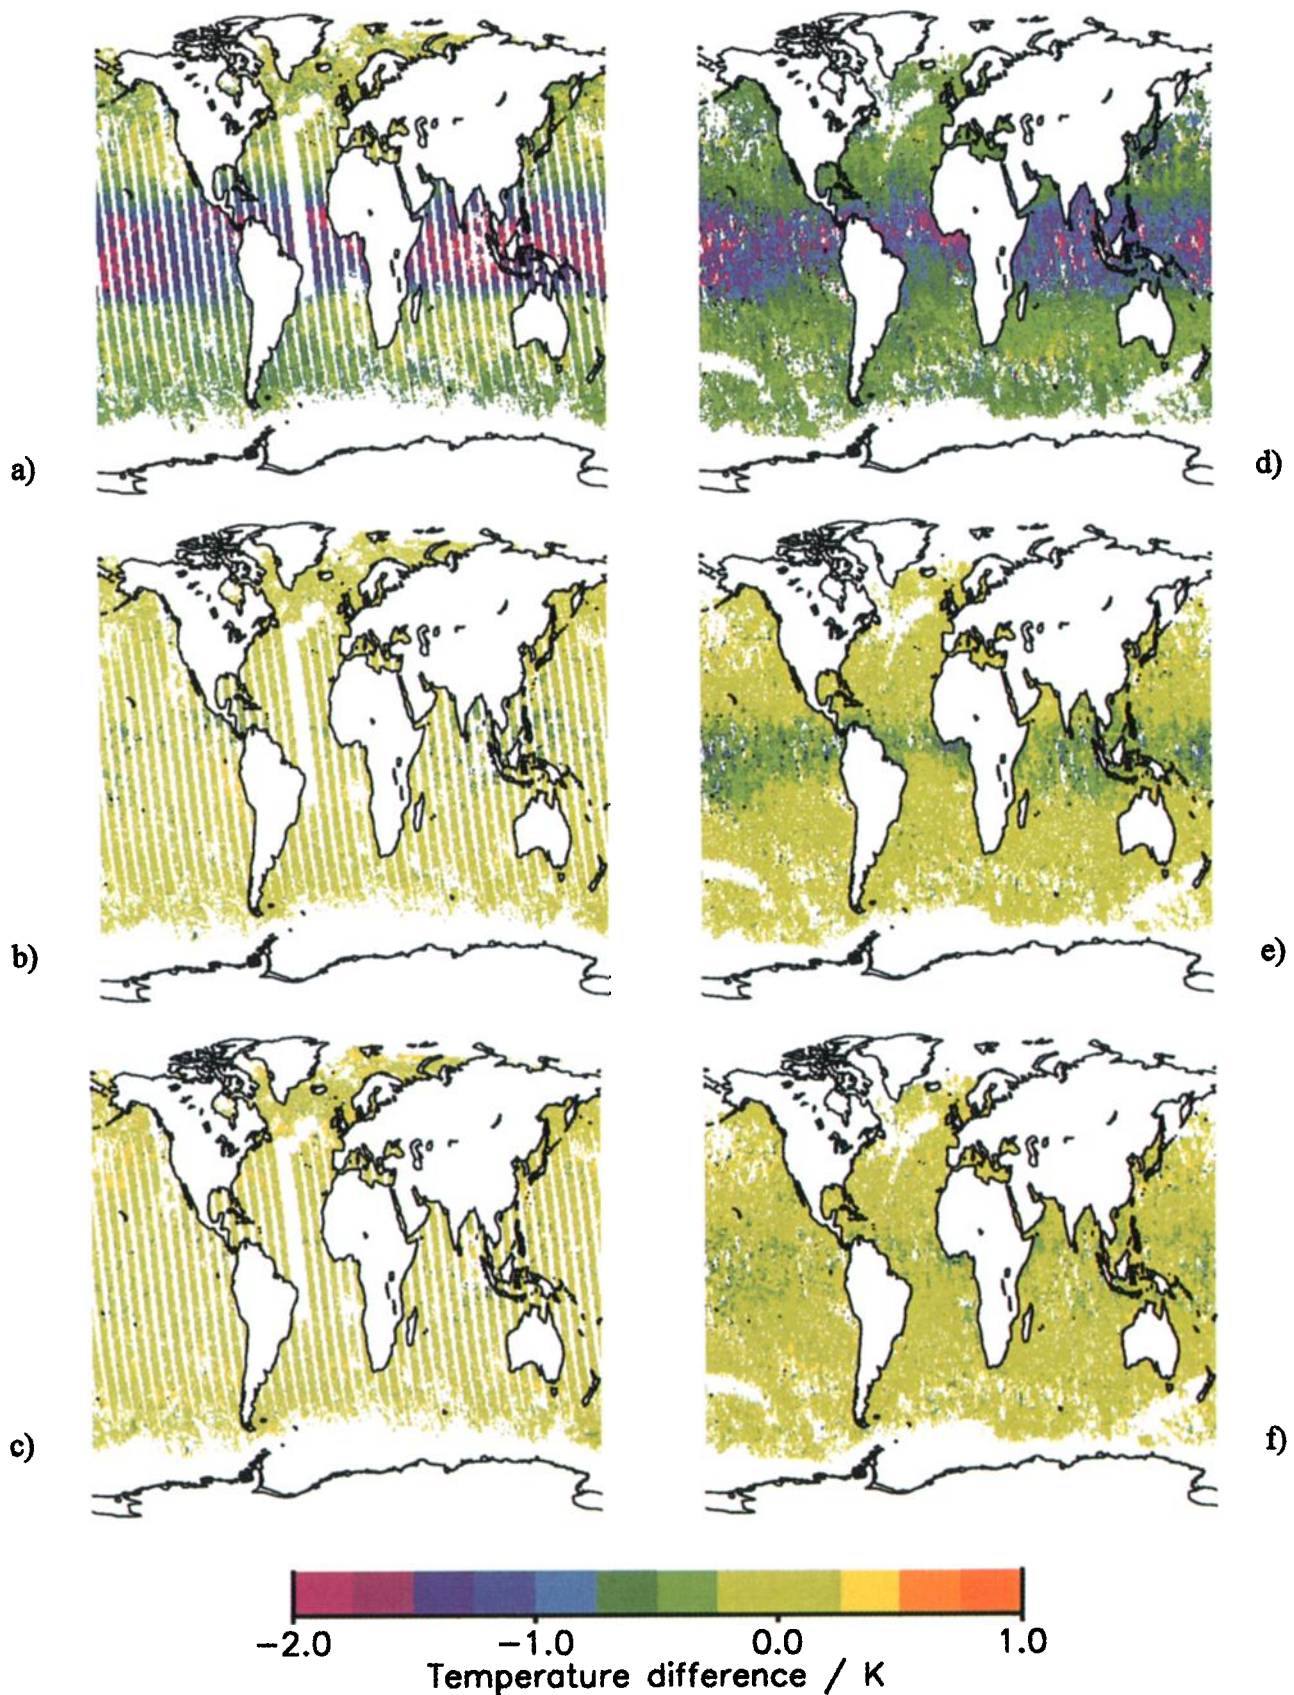 a)
d)
b)
e)
c)
f)
−2.0 −1.0 0.0 1.0
Temperature difference / K